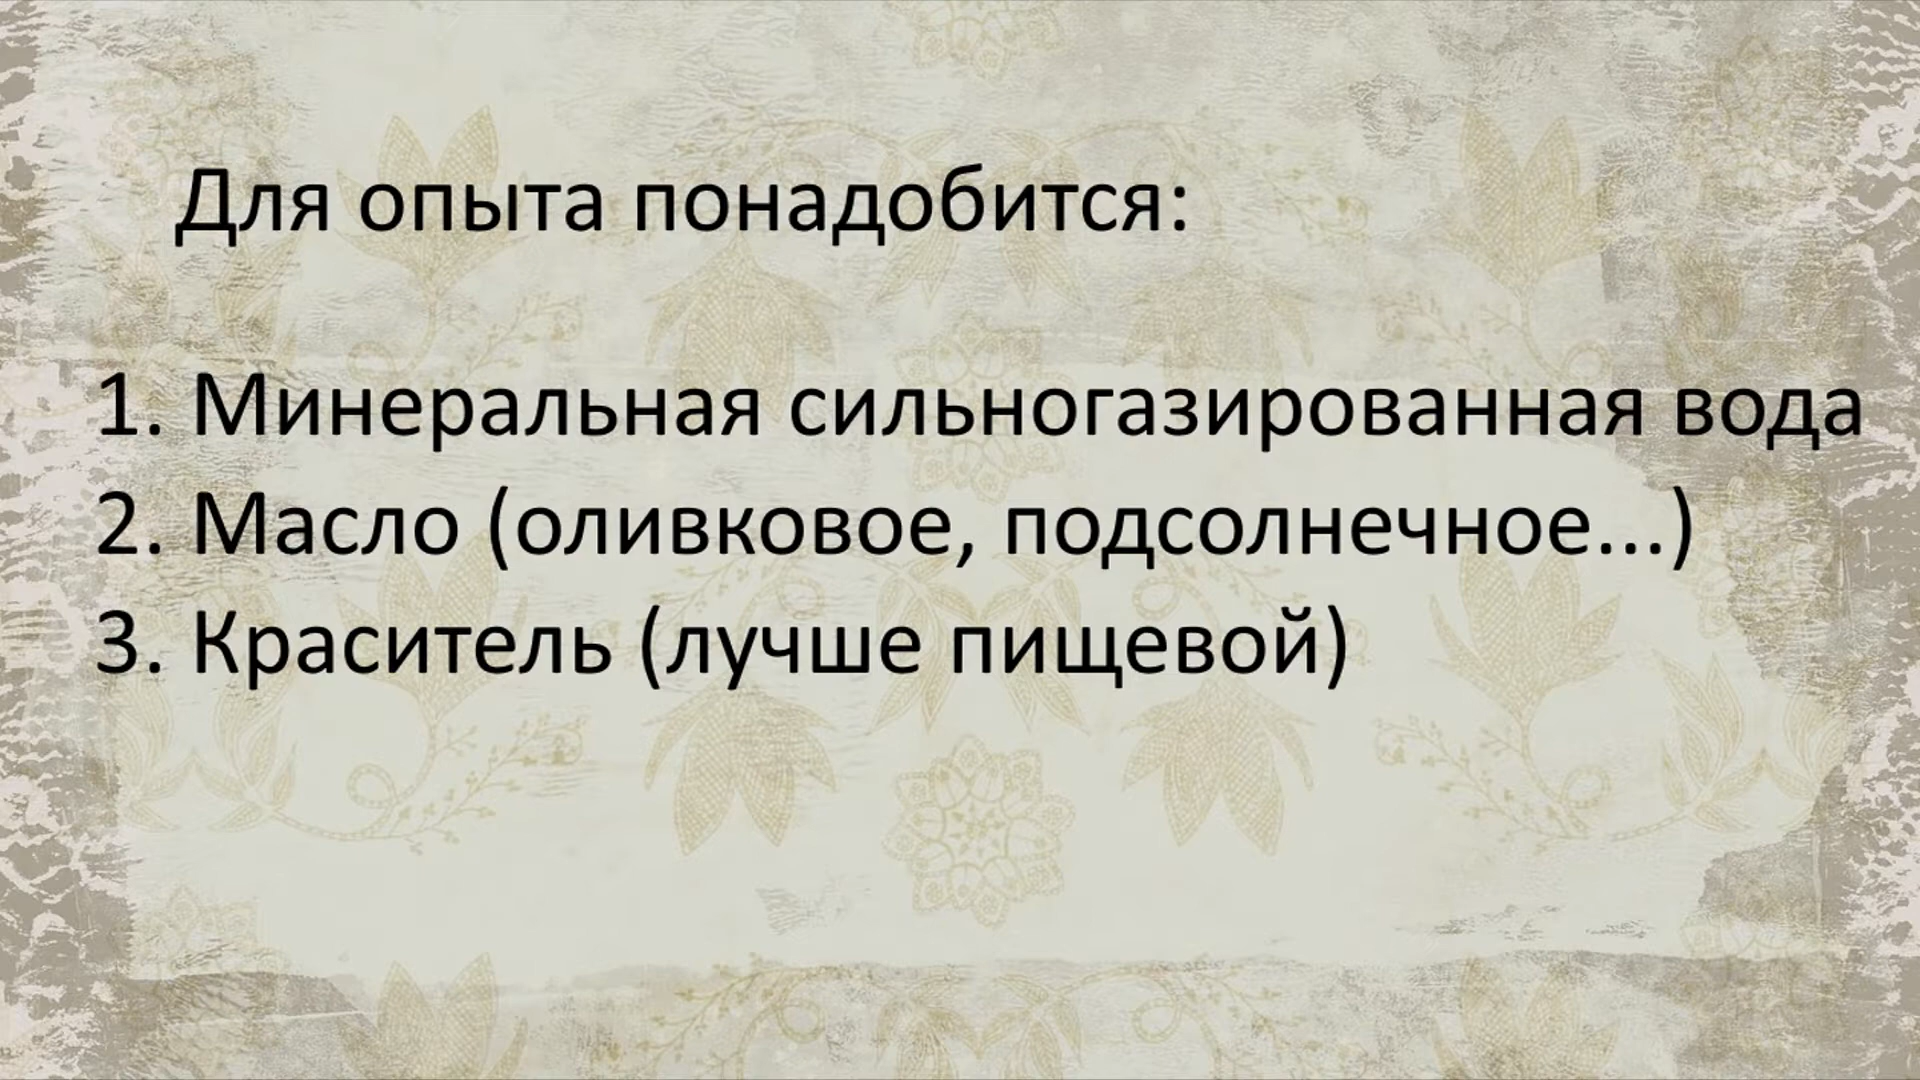 Для опыта понадобится:
1. Минеральная сильногазированная вода
2. Масло (оливковое, подсолнечное...)
3. Краситель (лучше пищевой)